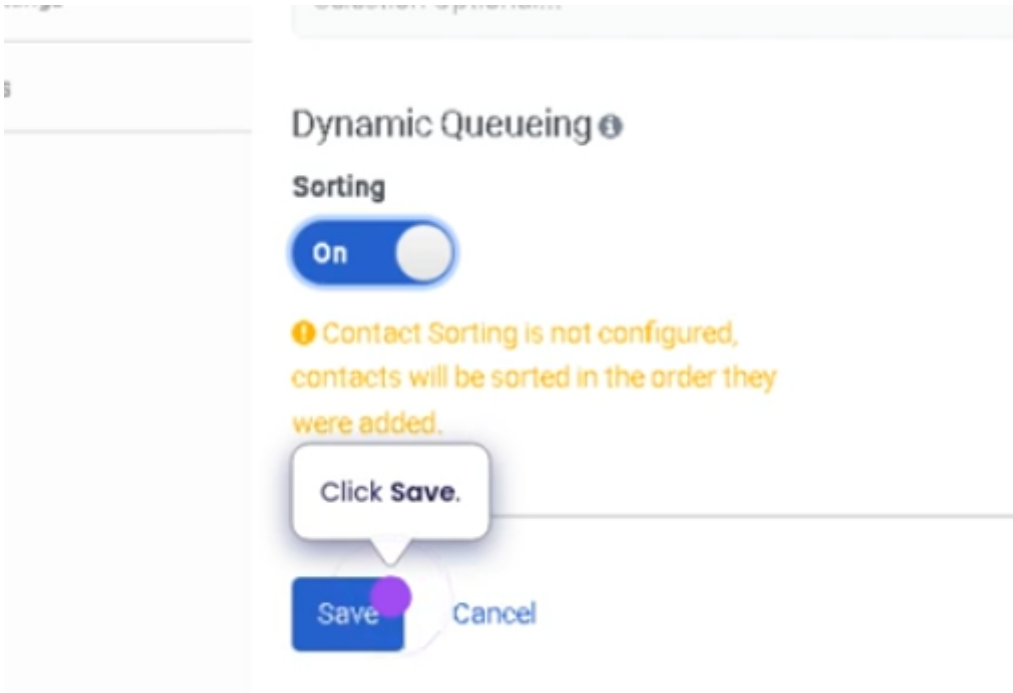 Dynamic Queueing
Sorting
On
Contact Sorting is not configured,
contacts will be sorted in the order they
were added.
Click Save.
Save
Cancel